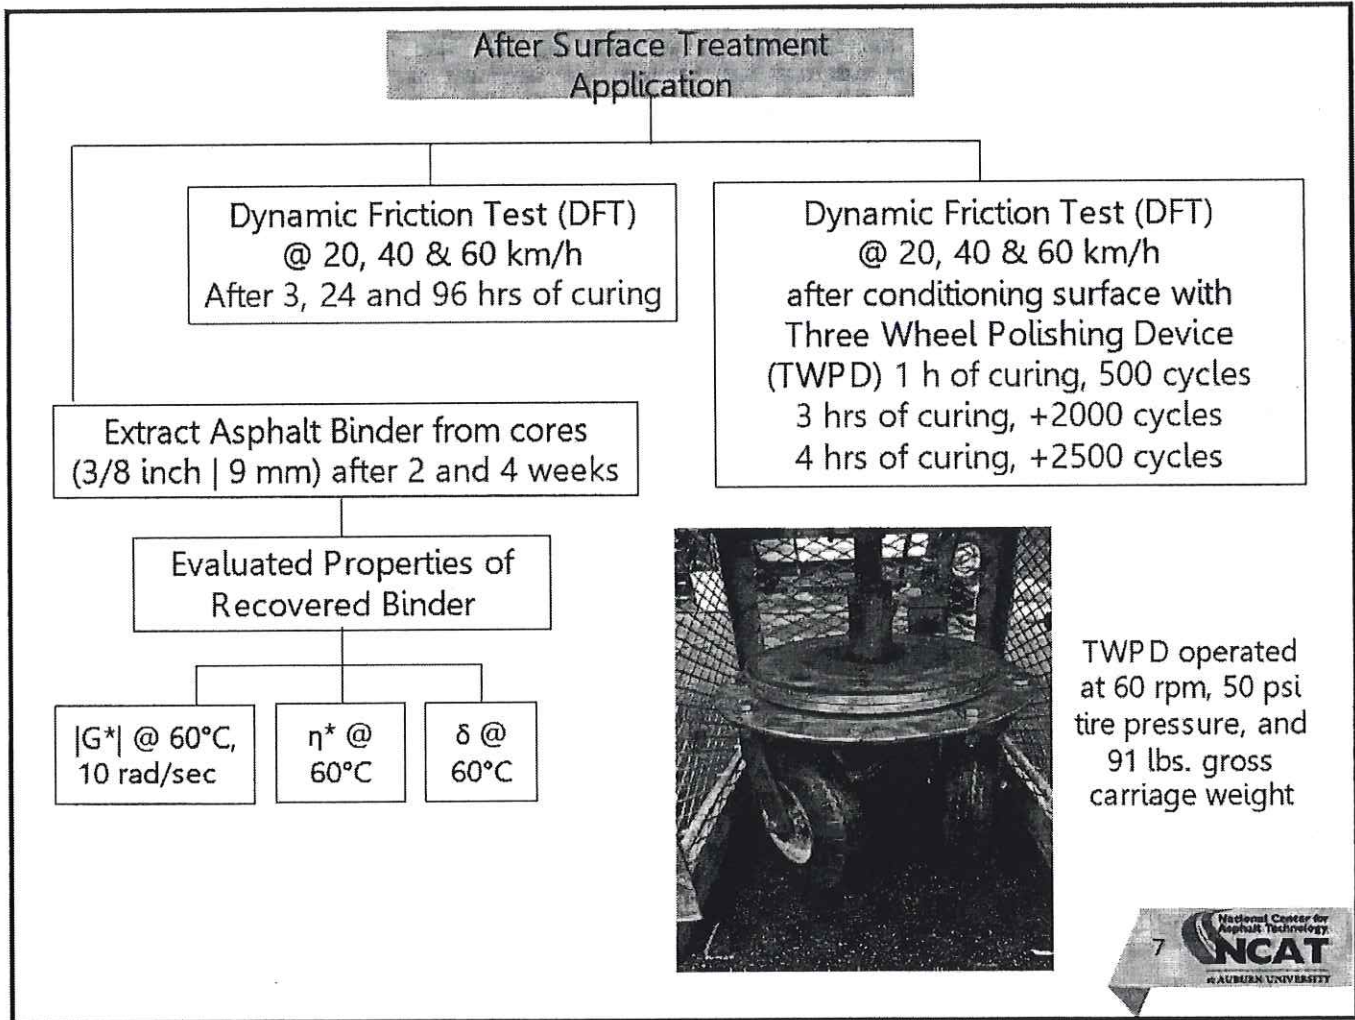 After Surface Treatment
Application
Dynamic Friction Test (DFT)
@ 20, 40 & 60 km/h
After 3, 24 and 96 hrs of curing
Dynamic Friction Test (DFT)
@ 20, 40 & 60 km/h
after conditioning surface with
Three Wheel Polishing Device
(TWPD) 1 h of curing, 500 cycles
3 hrs of curing, +2000 cycles
4 hrs of curing, +2500 cycles
Extract Asphalt Binder from cores
(3/8 inch | 9 mm) after 2 and 4 weeks
Evaluated Properties of
Recovered Binder
|G*| @ 60°C,
10 rad/sec
η* @
60°C
δ @
60°C
TWPD operated
at 60 rpm, 50 psi
tire pressure, and
91 lbs. gross
carriage weight
7
National Center for
Asphalt Technology
NCAT
at AUBURN UNIVERSITY